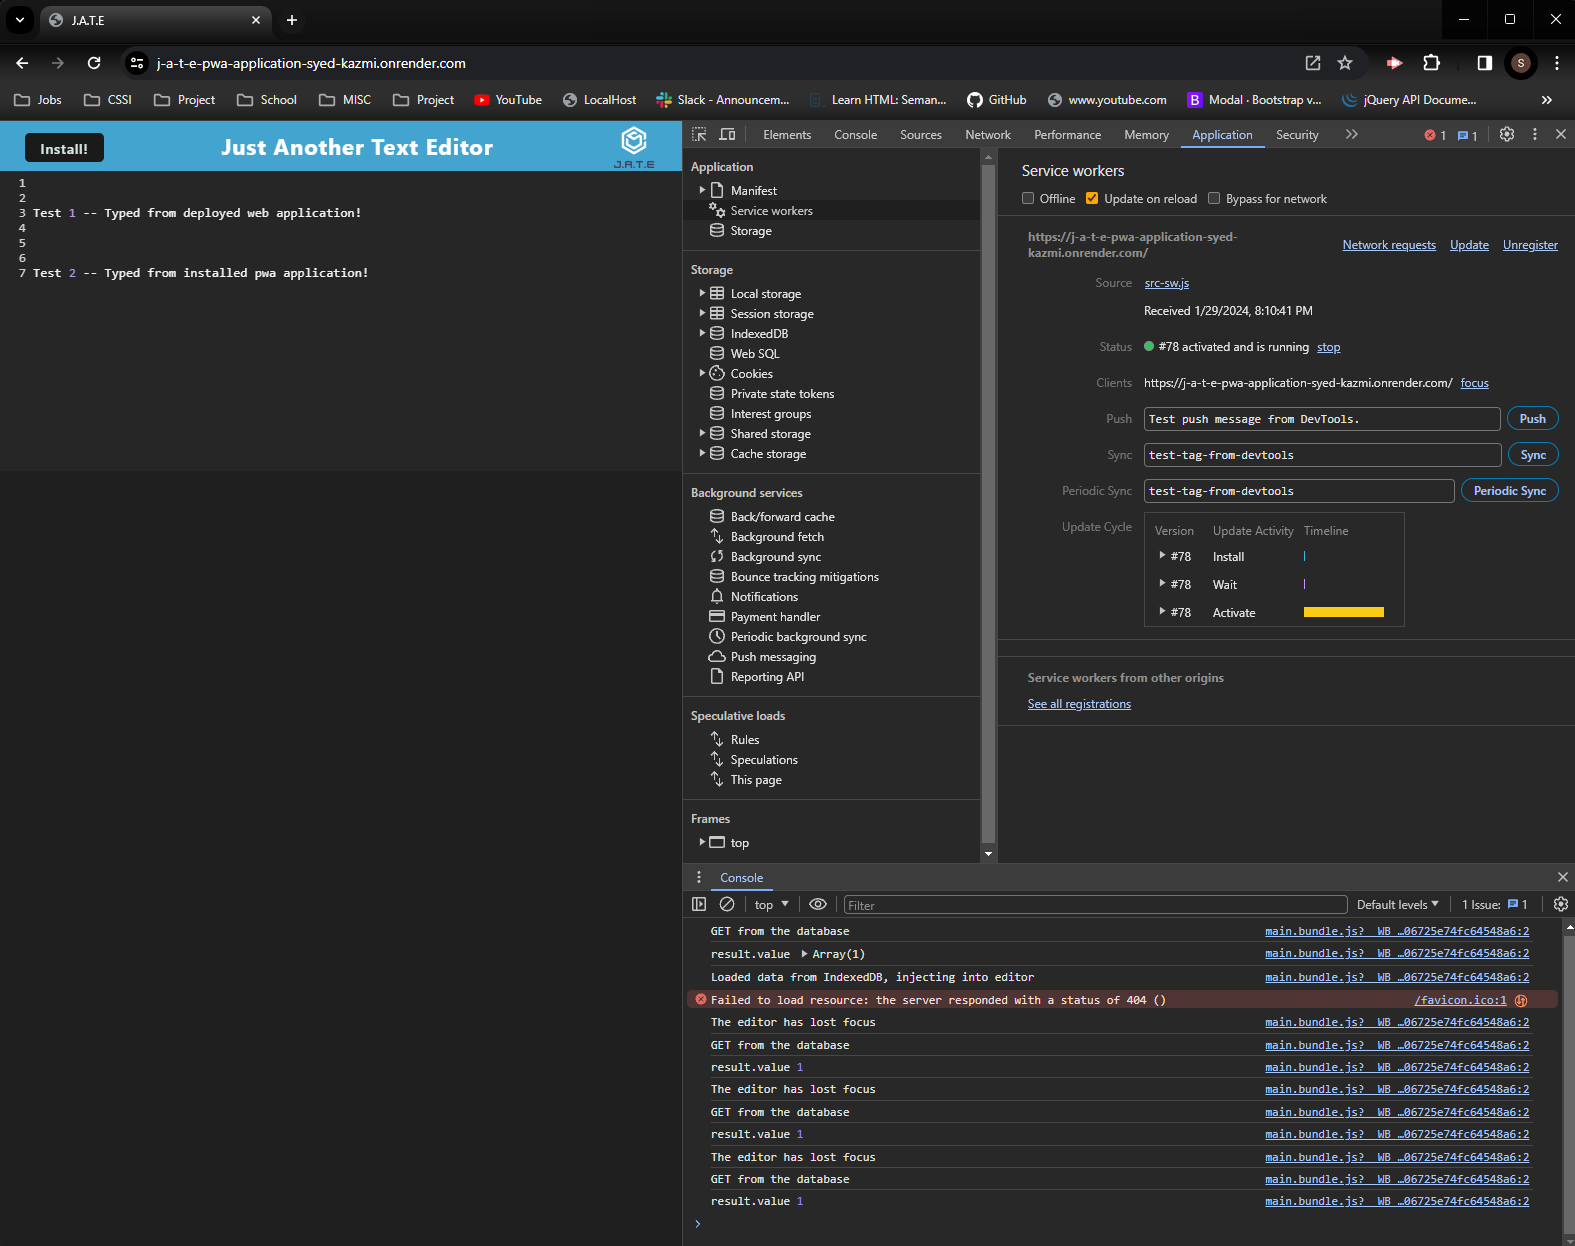 J.A.T.E
j-a-t-e-pwa-application-syed-kazmi.onrender.com
S
Jobs CSSI Project School MISC Project YouTube LocalHost Slack - Announcem... Learn HTML: Seman... GitHub www.youtube.com Modal · Bootstrap v... jQuery API Docume...
Install!
Just Another Text Editor
J.A.T.E
1
2
3 Test 1 -- Typed from deployed web application!
4
5
6
7 Test 2 -- Typed from installed pwa application!
Elements Console Sources Network Performance Memory Application Security 1 1
Application
Manifest
Service workers
Storage
Storage
Local storage
Session storage
IndexedDB
Web SQL
Cookies
Private state tokens
Interest groups
Shared storage
Cache storage
Background services
Back/forward cache
Background fetch
Background sync
Bounce tracking mitigations
Notifications
Payment handler
Periodic background sync
Push messaging
Reporting API
Speculative loads
Rules
Speculations
This page
Frames
top
Service workers
Offline Update on reload Bypass for network
https://j-a-t-e-pwa-application-syed-
kazmi.onrender.com/
Network requests Update Unregister
Source src-sw.js
Received 1/29/2024, 8:10:41 PM
Status #78 activated and is running stop
Clients https://j-a-t-e-pwa-application-syed-kazmi.onrender.com/ focus
Push Test push message from DevTools. Push
Sync test-tag-from-devtools Sync
Periodic Sync test-tag-from-devtools Periodic Sync
Update Cycle Version Update Activity Timeline
#78 Install
#78 Wait
#78 Activate
Service workers from other origins
See all registrations
Console
top Filter Default levels 1 Issue: 1
GET from the database main.bundle.js?__WB_…06725e74fc64548a6:2
result.value Array(1) main.bundle.js?__WB_…06725e74fc64548a6:2
Loaded data from IndexedDB, injecting into editor main.bundle.js?__WB_…06725e74fc64548a6:2
Failed to load resource: the server responded with a status of 404 () /favicon.ico:1
The editor has lost focus main.bundle.js?__WB_…06725e74fc64548a6:2
GET from the database main.bundle.js?__WB_…06725e74fc64548a6:2
result.value 1 main.bundle.js?__WB_…06725e74fc64548a6:2
The editor has lost focus main.bundle.js?__WB_…06725e74fc64548a6:2
GET from the database main.bundle.js?__WB_…06725e74fc64548a6:2
result.value 1 main.bundle.js?__WB_…06725e74fc64548a6:2
The editor has lost focus main.bundle.js?__WB_…06725e74fc64548a6:2
GET from the database main.bundle.js?__WB_…06725e74fc64548a6:2
result.value 1 main.bundle.js?__WB_…06725e74fc64548a6:2